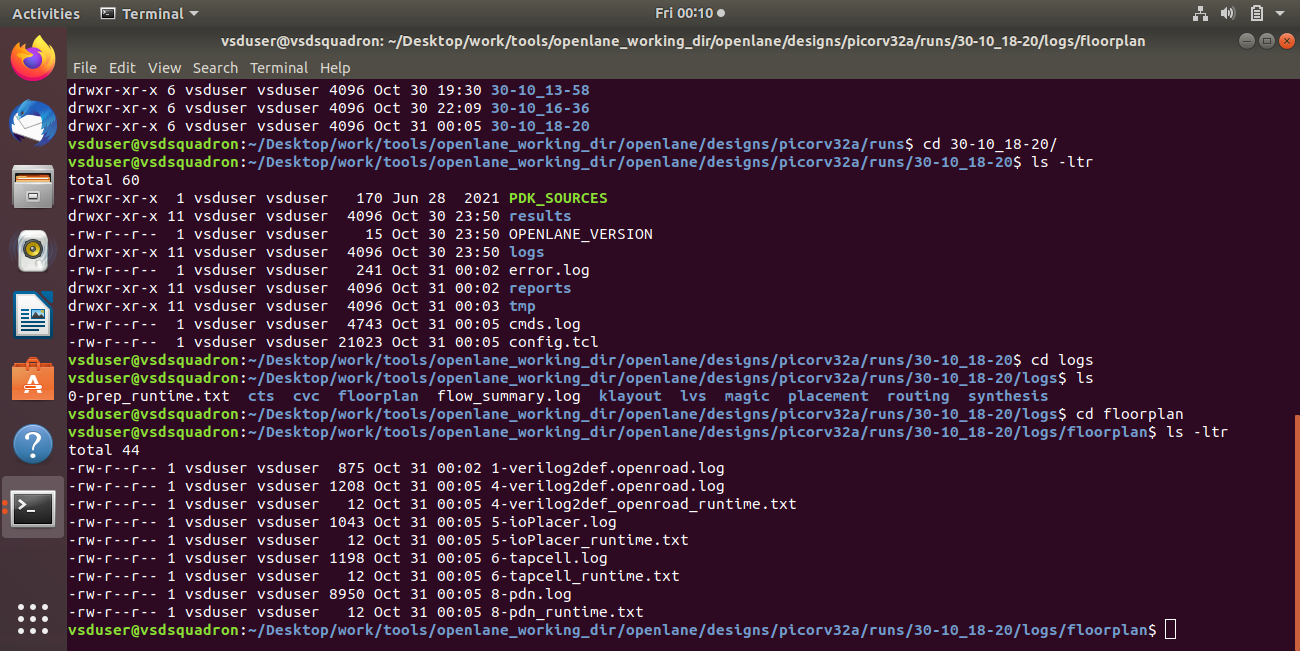 Activities Terminal Fri 00:10
vsduser@vsdsquadron: ~/Desktop/work/tools/openlane_working_dir/openlane/designs/picorv32a/runs/30-10_18-20/logs/floorplan
File Edit View Search Terminal Help
drwxr-xr-x 6 vsduser vsduser 4096 Oct 30 19:30 30-10_13-58
drwxr-xr-x 6 vsduser vsduser 4096 Oct 30 22:09 30-10_16-36
drwxr-xr-x 6 vsduser vsduser 4096 Oct 31 00:05 30-10_18-20
vsduser@vsdsquadron:~/Desktop/work/tools/openlane_working_dir/openlane/designs/picorv32a/runs$ cd 30-10_18-20/
vsduser@vsdsquadron:~/Desktop/work/tools/openlane_working_dir/openlane/designs/picorv32a/runs/30-10_18-20$ ls -ltr
total 60
-rwxr-xr-x  1 vsduser vsduser   170 Jun 28  2021 PDK_SOURCES
drwxr-xr-x 11 vsduser vsduser  4096 Oct 30 23:50 results
-rw-r--r--  1 vsduser vsduser    15 Oct 30 23:50 OPENLANE_VERSION
drwxr-xr-x 11 vsduser vsduser  4096 Oct 30 23:50 logs
-rw-r--r--  1 vsduser vsduser   241 Oct 31 00:02 error.log
drwxr-xr-x 11 vsduser vsduser  4096 Oct 31 00:02 reports
drwxr-xr-x 11 vsduser vsduser  4096 Oct 31 00:03 tmp
-rw-r--r--  1 vsduser vsduser  4743 Oct 31 00:05 cmds.log
-rw-r--r--  1 vsduser vsduser 21023 Oct 31 00:05 config.tcl
vsduser@vsdsquadron:~/Desktop/work/tools/openlane_working_dir/openlane/designs/picorv32a/runs/30-10_18-20$ cd logs
vsduser@vsdsquadron:~/Desktop/work/tools/openlane_working_dir/openlane/designs/picorv32a/runs/30-10_18-20/logs$ ls
0-prep_runtime.txt  cts  cvc  floorplan  flow_summary.log  klayout  lvs  magic  placement  routing  synthesis
vsduser@vsdsquadron:~/Desktop/work/tools/openlane_working_dir/openlane/designs/picorv32a/runs/30-10_18-20/logs$ cd floorplan
vsduser@vsdsquadron:~/Desktop/work/tools/openlane_working_dir/openlane/designs/picorv32a/runs/30-10_18-20/logs/floorplan$ ls -ltr
total 44
-rw-r--r-- 1 vsduser vsduser  875 Oct 31 00:02 1-verilog2def.openroad.log
-rw-r--r-- 1 vsduser vsduser 1208 Oct 31 00:05 4-verilog2def.openroad.log
-rw-r--r-- 1 vsduser vsduser   12 Oct 31 00:05 4-verilog2def_openroad_runtime.txt
-rw-r--r-- 1 vsduser vsduser 1043 Oct 31 00:05 5-ioPlacer.log
-rw-r--r-- 1 vsduser vsduser   12 Oct 31 00:05 5-ioPlacer_runtime.txt
-rw-r--r-- 1 vsduser vsduser 1198 Oct 31 00:05 6-tapcell.log
-rw-r--r-- 1 vsduser vsduser   12 Oct 31 00:05 6-tapcell_runtime.txt
-rw-r--r-- 1 vsduser vsduser 8950 Oct 31 00:05 8-pdn.log
-rw-r--r-- 1 vsduser vsduser   12 Oct 31 00:05 8-pdn_runtime.txt
vsduser@vsdsquadron:~/Desktop/work/tools/openlane_working_dir/openlane/designs/picorv32a/runs/30-10_18-20/logs/floorplan$